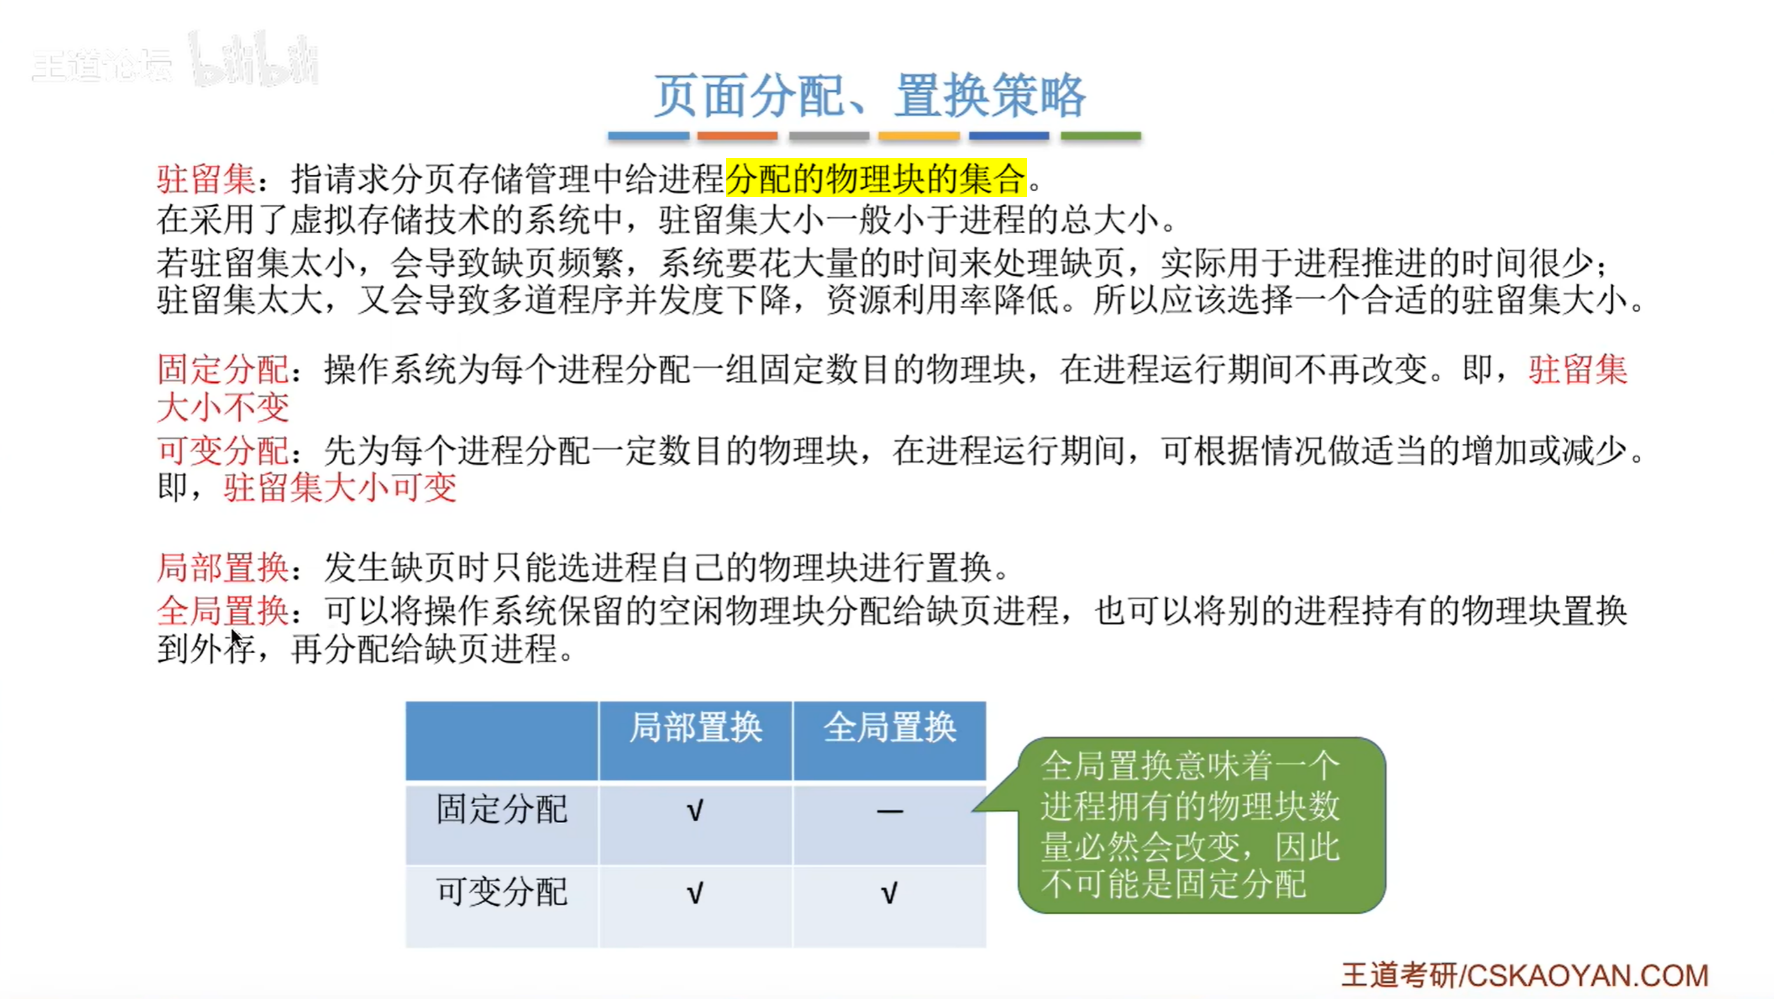 王道论坛 bilibili
页面分配、置换策略
驻留集：指请求分页存储管理中给进程分配的物理块的集合。
在采用了虚拟存储技术的系统中，驻留集大小一般小于进程的总大小。
若驻留集太小，会导致缺页频繁，系统要花大量的时间来处理缺页，实际用于进程推进的时间很少；
驻留集太大，又会导致多道程序并发度下降，资源利用率降低。所以应该选择一个合适的驻留集大小。
固定分配：操作系统为每个进程分配一组固定数目的物理块，在进程运行期间不再改变。即，驻留集
大小不变
可变分配：先为每个进程分配一定数目的物理块，在进程运行期间，可根据情况做适当的增加或减少。
即，驻留集大小可变
局部置换：发生缺页时只能选进程自己的物理块进行置换。
全局置换：可以将操作系统保留的空闲物理块分配给缺页进程，也可以将别的进程持有的物理块置换
到外存，再分配给缺页进程。
局部置换 全局置换
固定分配 √ —
可变分配 √ √
全局置换意味着一个
进程拥有的物理块数
量必然会改变，因此
不可能是固定分配
王道考研/CSKAOYAN.COM